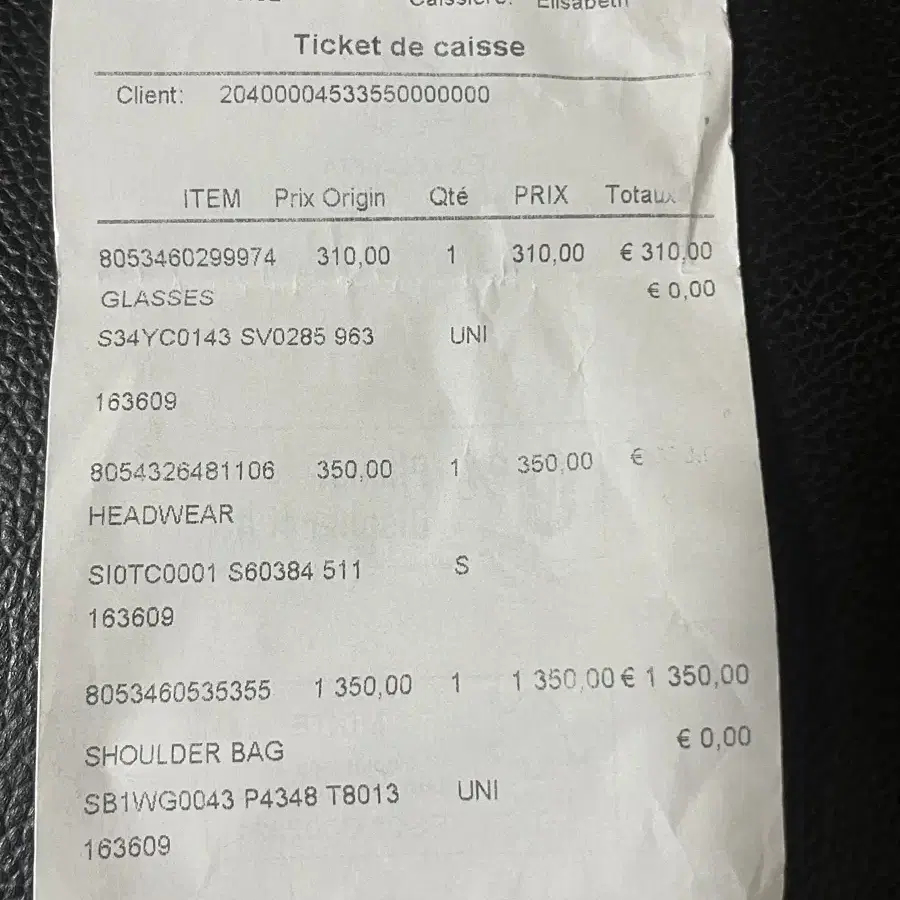 Caissière: Elisabeth
Ticket de caisse
Client: 20400004533550000000
ITEM Prix Origin Qté PRIX Totaux
8053460299974 310,00 1 310,00 € 310,00
GLASSES € 0,00
S34YC0143 SV0285 963 UNI
163609
8054326481106 350,00 1 350,00 €
HEADWEAR
SI0TC0001 S60384 511 S
163609
8053460535355 1 350,00 1 1 350,00 € 1 350,00
SHOULDER BAG € 0,00
SB1WG0043 P4348 T8013 UNI
163609